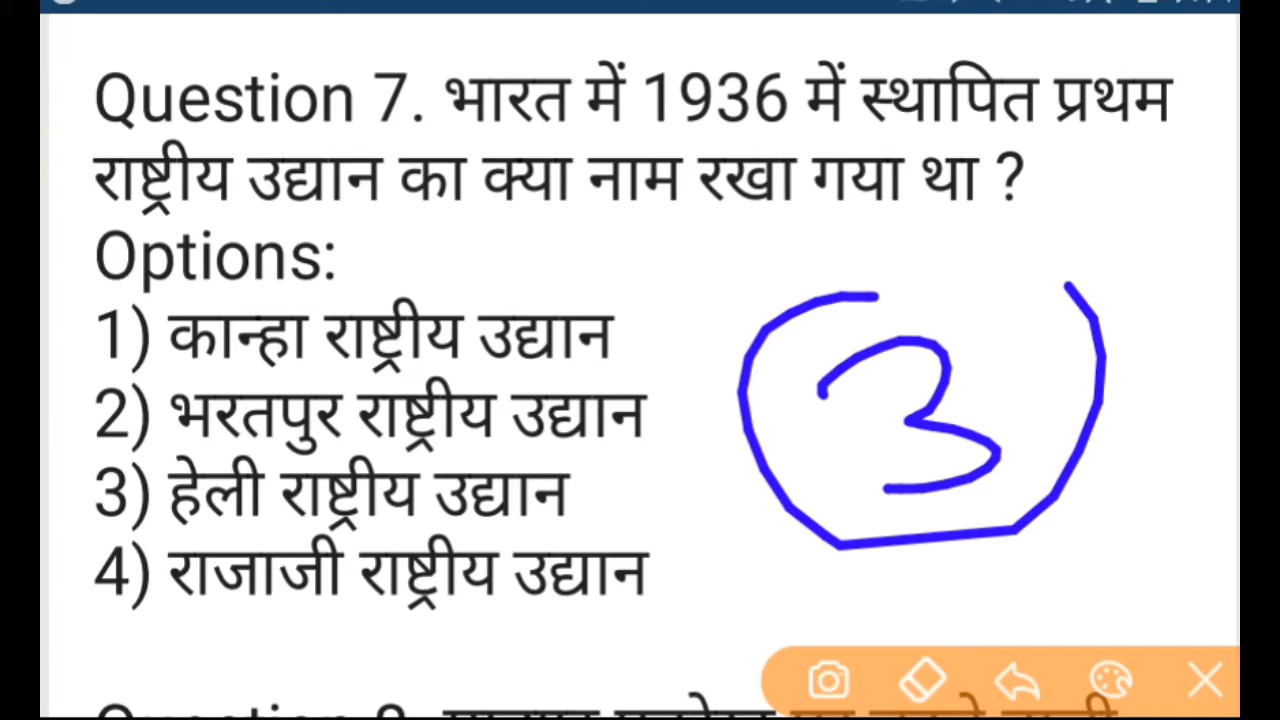 Question 7. भारत में 1936 में स्थापित प्रथम
राष्ट्रीय उद्यान का क्या नाम रखा गया था ?
Options:
1) कान्हा राष्ट्रीय उद्यान
2) भरतपुर राष्ट्रीय उद्यान
3) हेली राष्ट्रीय उद्यान
4) राजाजी राष्ट्रीय उद्यान
3